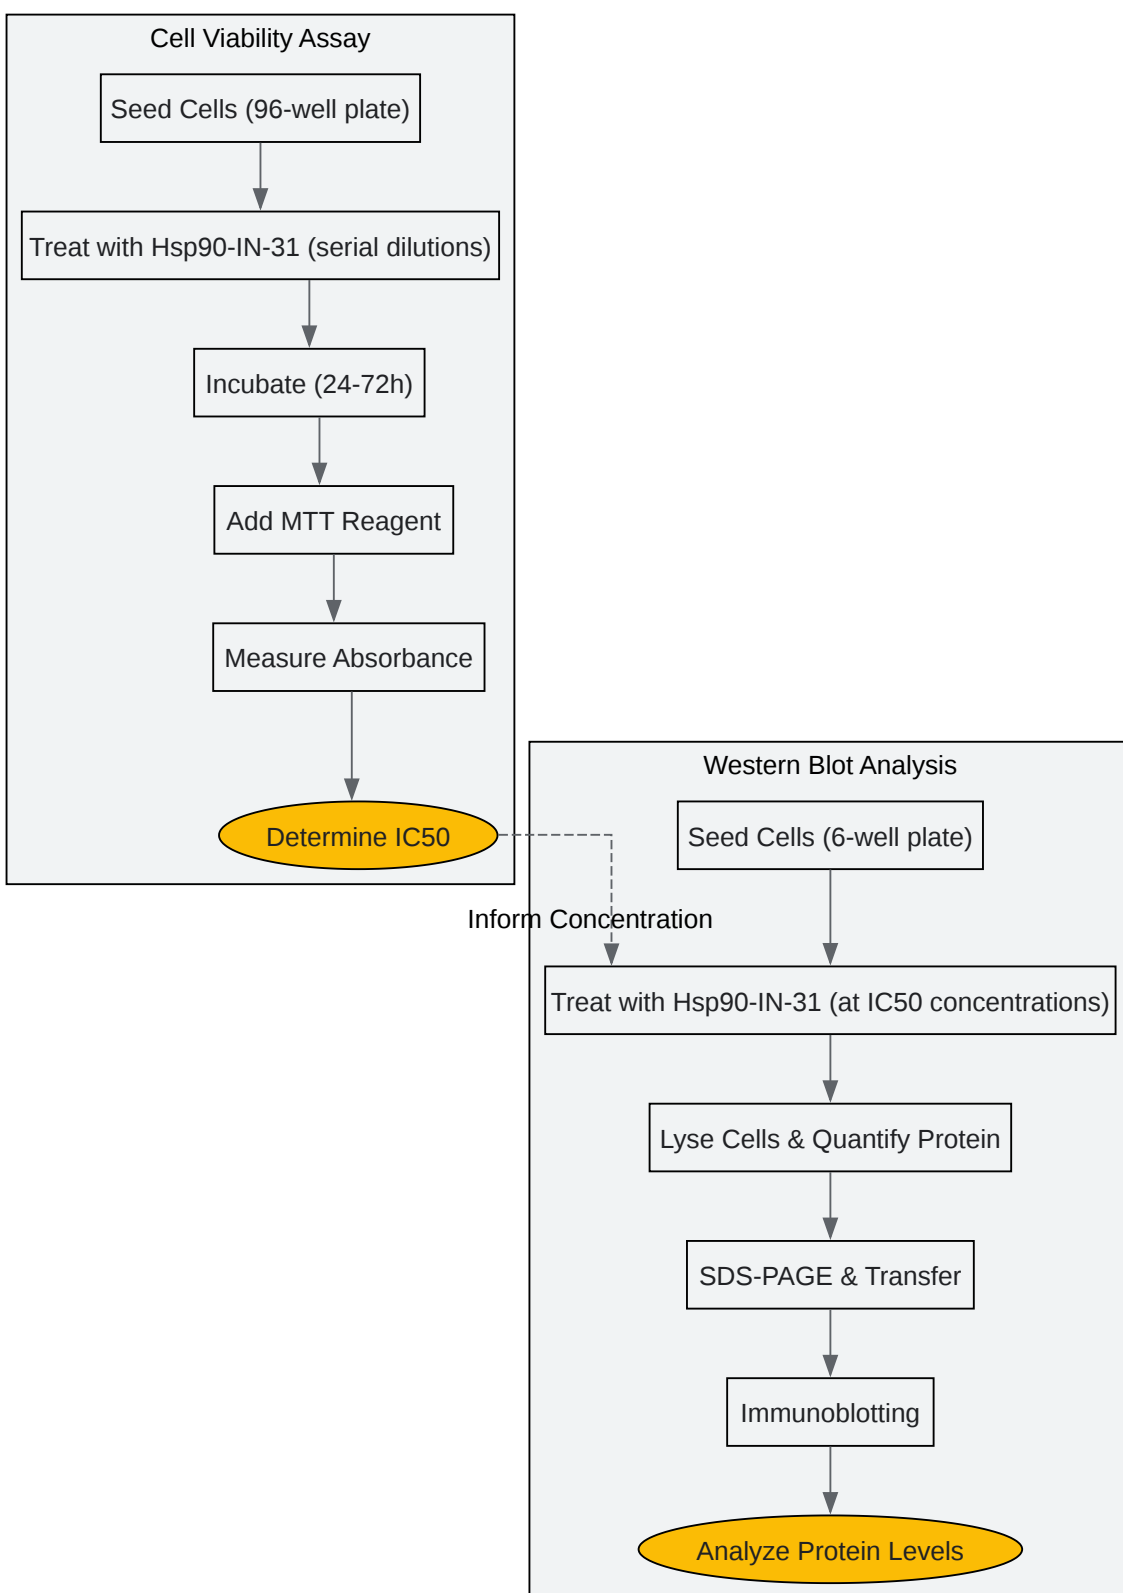 Cell Viability Assay
Seed Cells (96-well plate)
Treat with Hsp90-IN-31 (serial dilutions)
Incubate (24-72h)
Add MTT Reagent
Measure Absorbance
Determine IC50
Inform Concentration
Western Blot Analysis
Seed Cells (6-well plate)
Treat with Hsp90-IN-31 (at IC50 concentrations)
Lyse Cells & Quantify Protein
SDS-PAGE & Transfer
Immunoblotting
Analyze Protein Levels